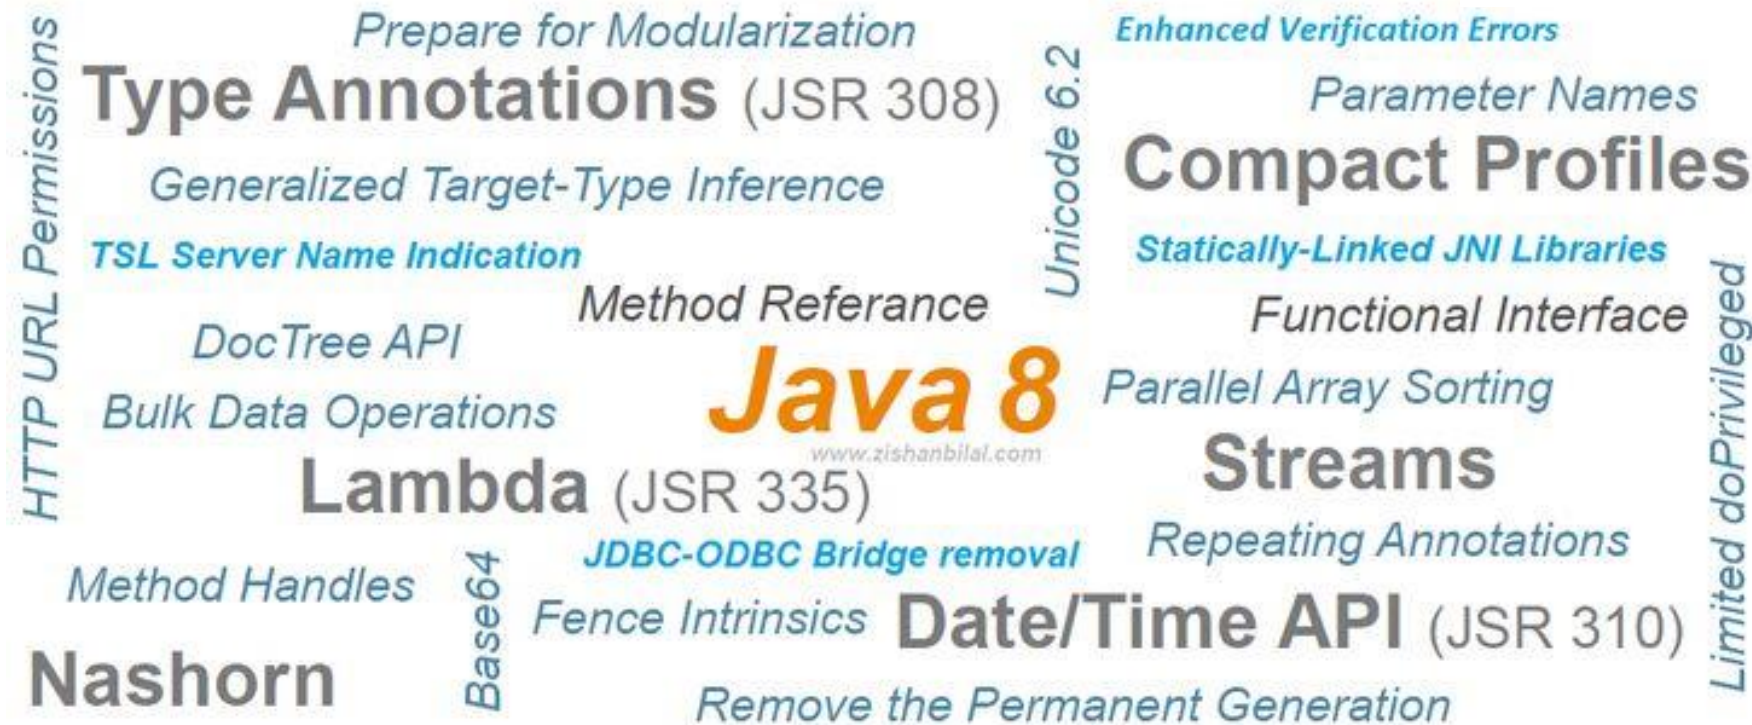 Prepare for Modularization
Enhanced Verification Errors
HTTP URL Permissions
Type Annotations (JSR 308)
Unicode 6.2
Parameter Names
Compact Profiles
Generalized Target-Type Inference
TSL Server Name Indication
Statically-Linked JNI Libraries
Method Referance
Functional Interface
Limited doPrivileged
DocTree API
Java 8
Parallel Array Sorting
Bulk Data Operations
www.zishanbilal.com
Lambda (JSR 335)
Streams
JDBC-ODBC Bridge removal
Repeating Annotations
Method Handles
Base64
Fence Intrinsics
Date/Time API (JSR 310)
Nashorn
Remove the Permanent Generation